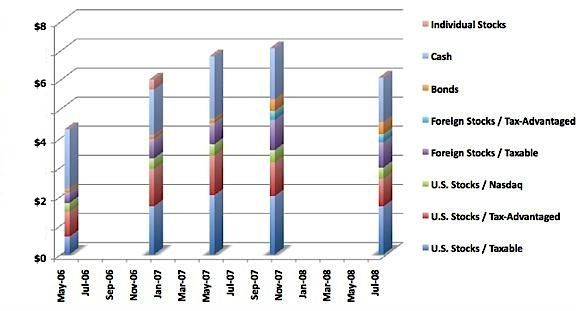 $8
$6
$4
$2
$0
May-06
Jul-06
Sep-06
Nov-06
Jan-07
Mar-07
May-07
Jul-07
Sep-07
Nov-07
Jan-08
Mar-08
May-08
Jul-08
Individual Stocks
Cash
Bonds
Foreign Stocks / Tax-Advantaged
Foreign Stocks / Taxable
U.S. Stocks / Nasdaq
U.S. Stocks / Tax-Advantaged
U.S. Stocks / Taxable